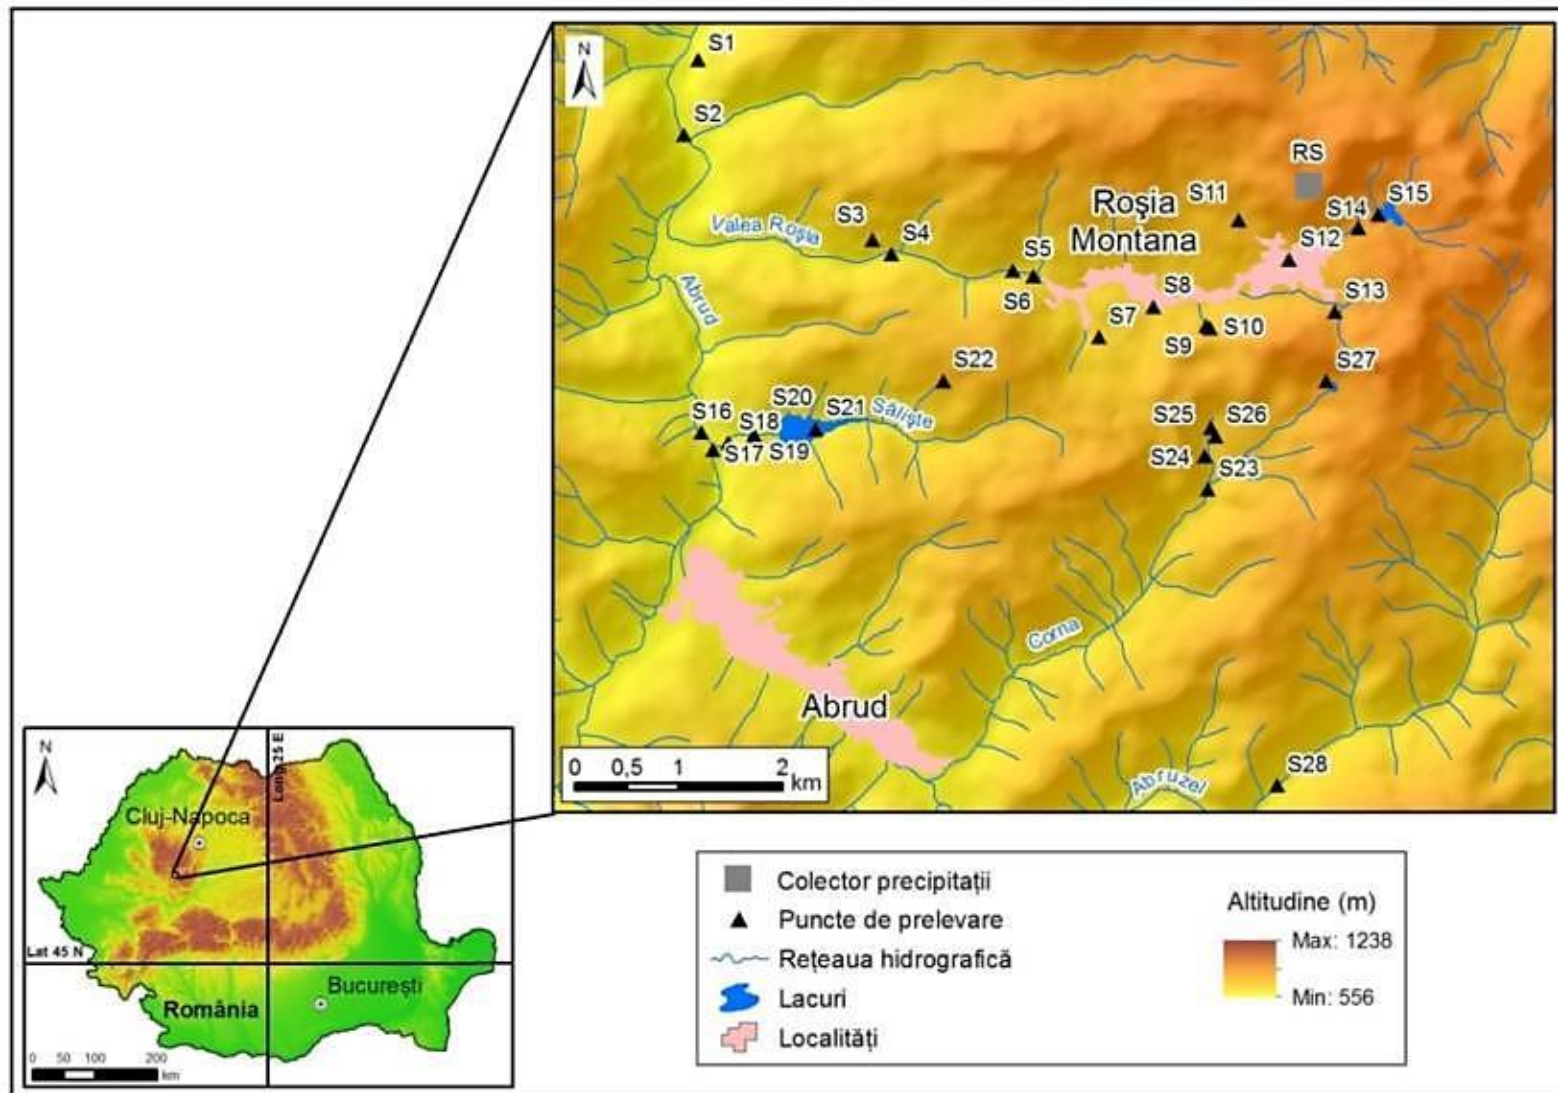 N
S1
S2
RS
S11
S15
S14
Roşia
Montana
S3
Valea Roşia
S4
S12
S5
S6
S8
S13
Abrud
S7
S10
S9
S27
S22
S20
S21
Sălişte
S16
S18
S25
S26
S17
S19
S24
S23
Corna
Abrud
0 0,5 1 2
km
Abruzel
S28
N
Long 25 E
Cluj-Napoca
Lat 45 N
România
Bucureşti
0 50 100 200
km
Colector precipitaţii
Puncte de prelevare
Reţeaua hidrografică
Lacuri
Localităţi
Altitudine (m)
Max: 1238
Min: 556